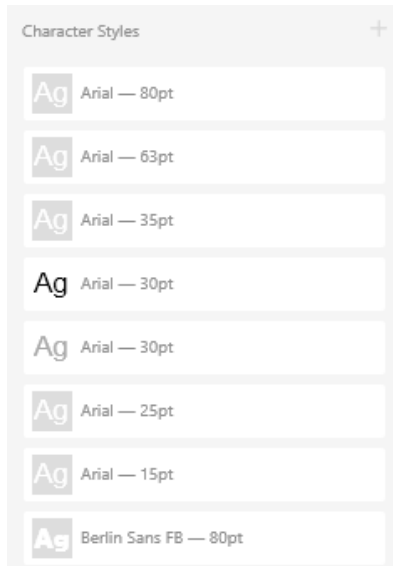 Character Styles +
Ag Arial — 80pt
Ag Arial — 63pt
Ag Arial — 35pt
Ag Arial — 30pt
Ag Arial — 30pt
Ag Arial — 25pt
Ag Arial — 15pt
Ag Berlin Sans FB — 80pt